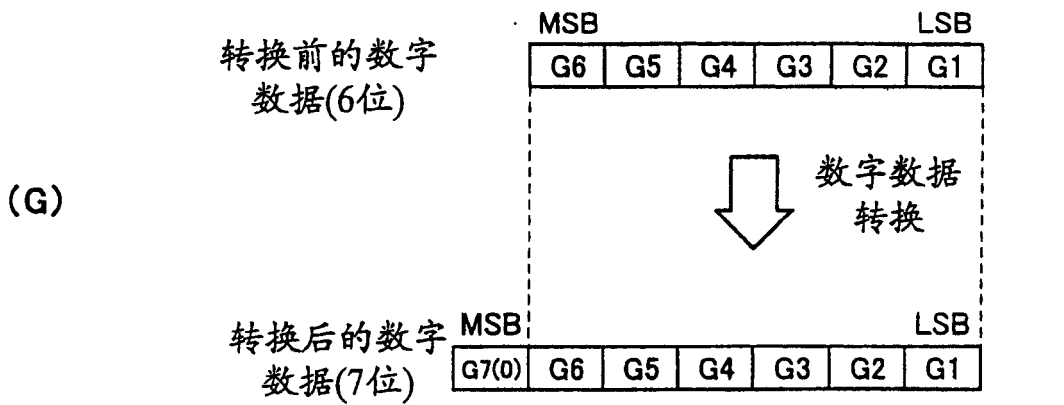 MSB LSB
转换前的数字
数据(6位)
G6 G5 G4 G3 G2 G1
(G)
数字数据
转换
转换后的数字
数据(7位)
MSB LSB
G7(0) G6 G5 G4 G3 G2 G1